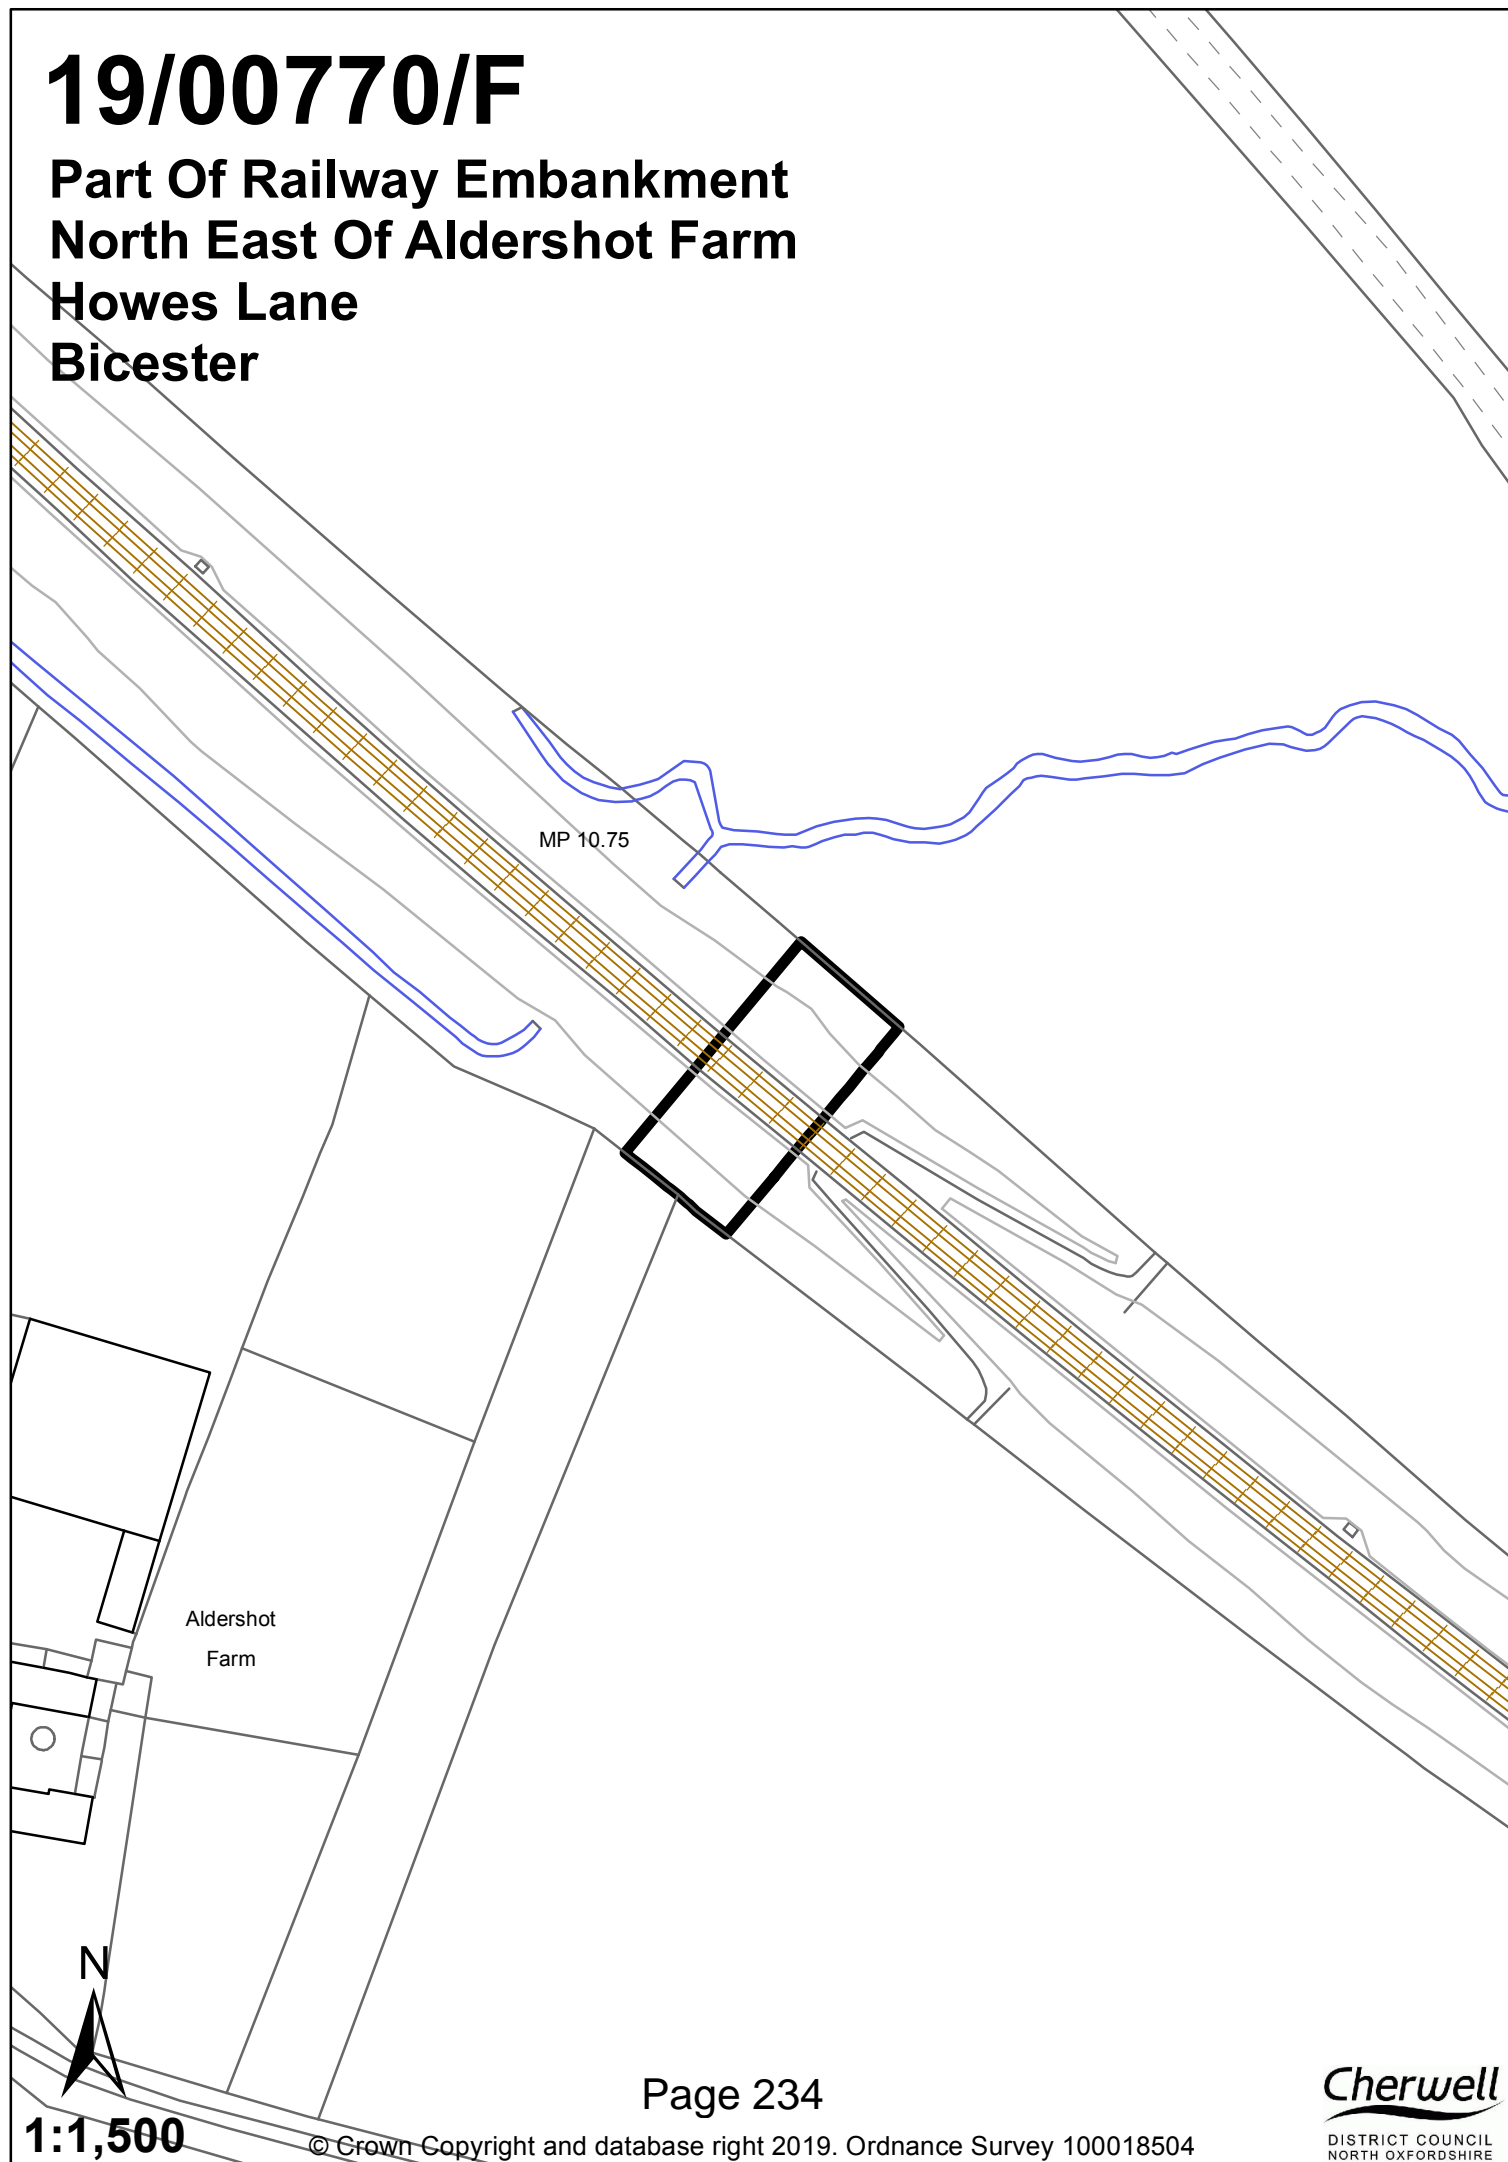 19/00770/F
Part Of Railway Embankment
North East Of Aldershot Farm
Howes Lane
Bicester
MP 10.75
Aldershot
Farm
N
1:1,500
Page 234
© Crown Copyright and database right 2019. Ordnance Survey 100018504
Cherwell
DISTRICT COUNCIL
NORTH OXFORDSHIRE